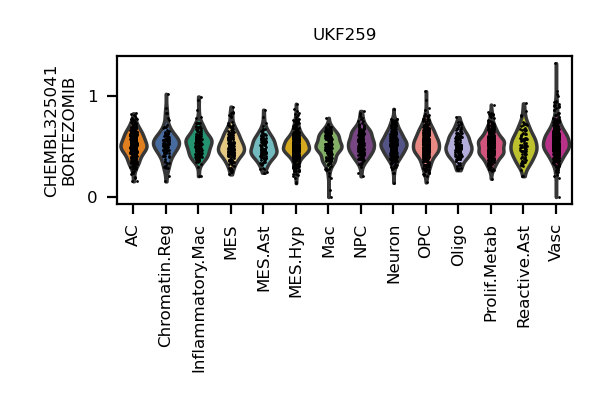 UKF259
CHEMBL325041
BORTEZOMIB
1
0
AC
Chromatin.Reg
Inflammatory.Mac
MES
MES.Ast
MES.Hyp
Mac
NPC
Neuron
OPC
Oligo
Prolif.Metab
Reactive.Ast
Vasc